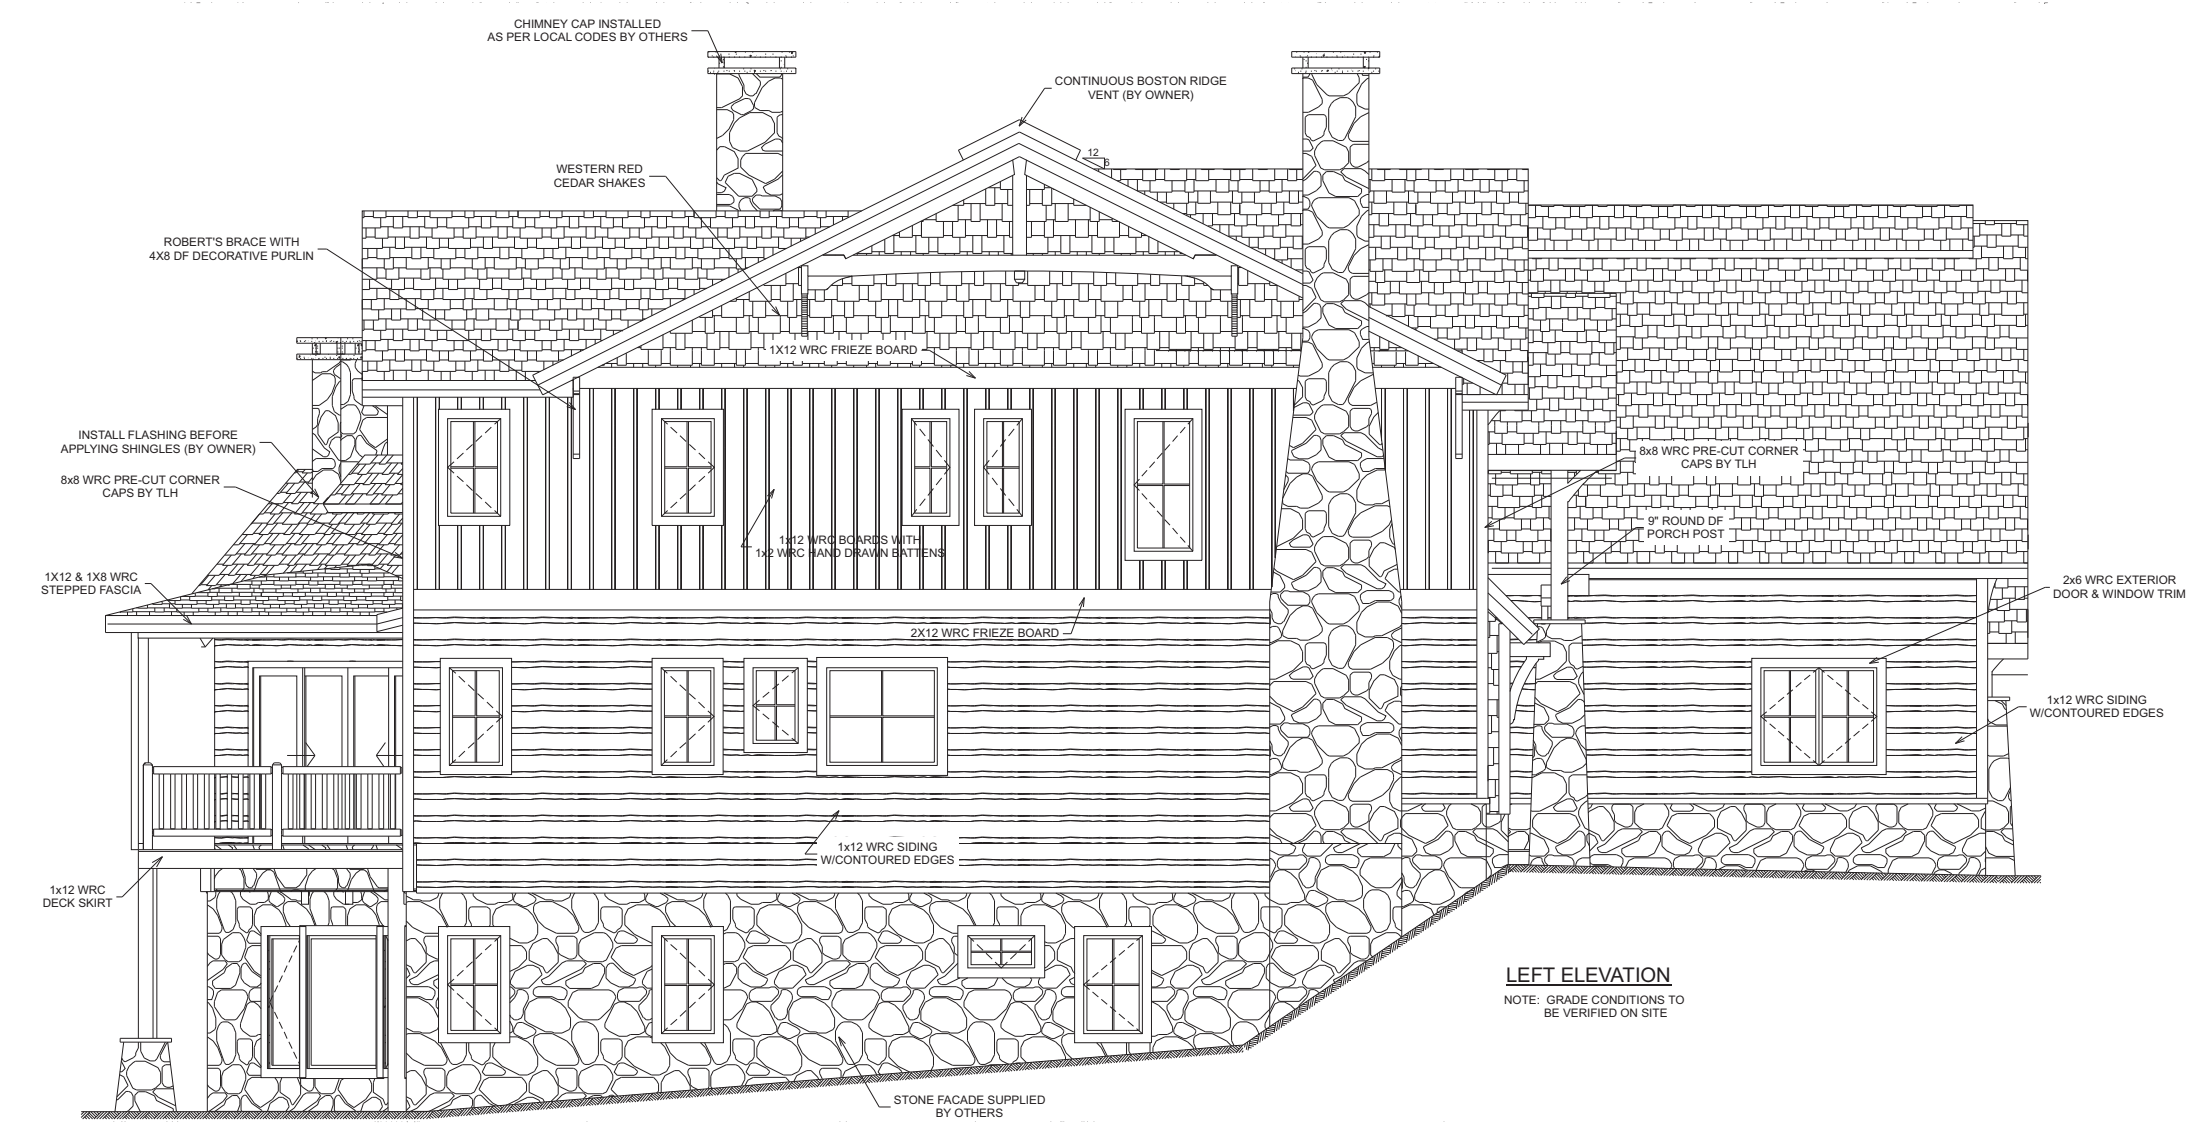 CHIMNEY CAP INSTALLED
AS PER LOCAL CODES BY OTHERS
CONTINUOUS BOSTON RIDGE
VENT (BY OWNER)
12
6
WESTERN RED
CEDAR SHAKES
ROBERT'S BRACE WITH
4X8 DF DECORATIVE PURLIN
1X12 WRC FRIEZE BOARD
INSTALL FLASHING BEFORE
APPLYING SHINGLES (BY OWNER)
8x8 WRC PRE-CUT CORNER
CAPS BY TLH
8x8 WRC PRE-CUT CORNER
CAPS BY TLH
9" ROUND DF
PORCH POST
1x12 WRC BOARDS WITH
1x2 WRC HAND DRAWN BATTENS
1X12 & 1X8 WRC
STEPPED FASCIA
2x6 WRC EXTERIOR
DOOR & WINDOW TRIM
2X12 WRC FRIEZE BOARD
1x12 WRC SIDING
W/CONTOURED EDGES
1x12 WRC SIDING
W/CONTOURED EDGES
1x12 WRC
DECK SKIRT
LEFT ELEVATION
NOTE: GRADE CONDITIONS TO
BE VERIFIED ON SITE
STONE FACADE SUPPLIED
BY OTHERS